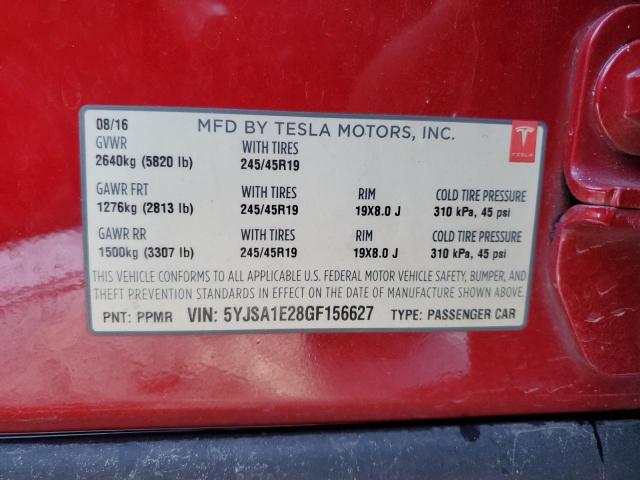 08/16 MFD BY TESLA MOTORS, INC.
GVWR WITH TIRES
2640kg (5820 lb) 245/45R19
TESLA
GAWR FRT WITH TIRES RIM COLD TIRE PRESSURE
1276kg (2813 lb) 245/45R19 19X8.0 J 310 kPa, 45 psi
GAWR RR WITH TIRES RIM COLD TIRE PRESSURE
1500kg (3307 lb) 245/45R19 19X8.0 J 310 kPa, 45 psi
THIS VEHICLE CONFORMS TO ALL APPLICABLE U.S. FEDERAL MOTOR VEHICLE SAFETY, BUMPER, AND
THEFT PREVENTION STANDARDS IN EFFECT ON THE DATE OF MANUFACTURE SHOWN ABOVE.
PNT: PPMR VIN: 5YJSA1E28GF156627 TYPE: PASSENGER CAR